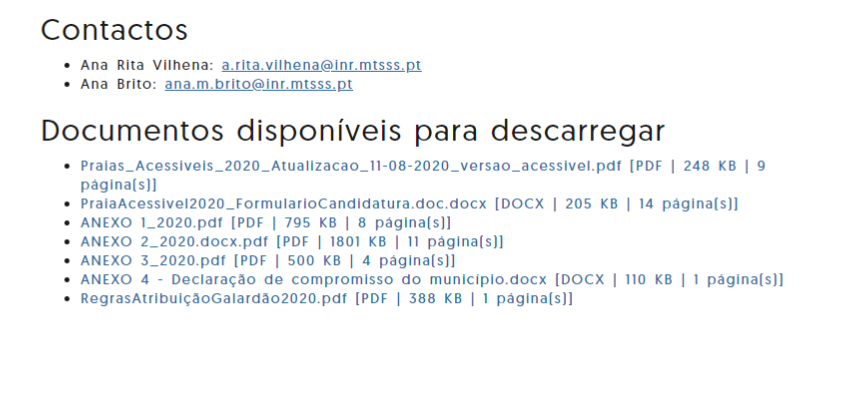 Contactos
• Ana Rita Vilhena: a.rita.vilhena@inr.mtsss.pt
• Ana Brito: ana.m.brito@inr.mtsss.pt
Documentos disponíveis para descarregar
• Praias_Acessiveis_2020_Atualizacao_11-08-2020_versao_acessivel.pdf [PDF | 248 KB | 9
página(s)]
• PraiaAcessivel2020_FormularioCandidatura.doc.docx [DOCX | 205 KB | 14 página(s)]
• ANEXO 1_2020.pdf [PDF | 795 KB | 8 página(s)]
• ANEXO 2_2020.docx.pdf [PDF | 1801 KB | 11 página(s)]
• ANEXO 3_2020.pdf [PDF | 500 KB | 4 página(s)]
• ANEXO 4 - Declaração de compromisso do município.docx [DOCX | 110 KB | 1 página(s)]
• RegrasAtribuiçãoGalardão2020.pdf [PDF | 388 KB | 1 página(s)]